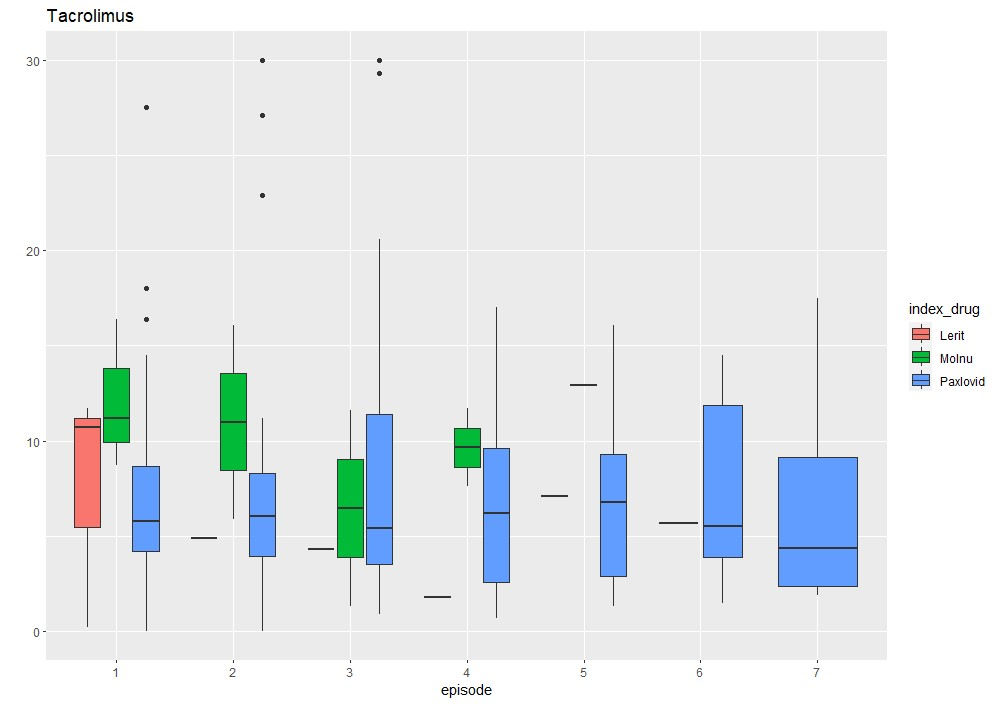 Tacrolimus
30
20
10
0
1 2 3 4 5 6 7
episode
index_drug
Lerit
Molnu
Paxlovid